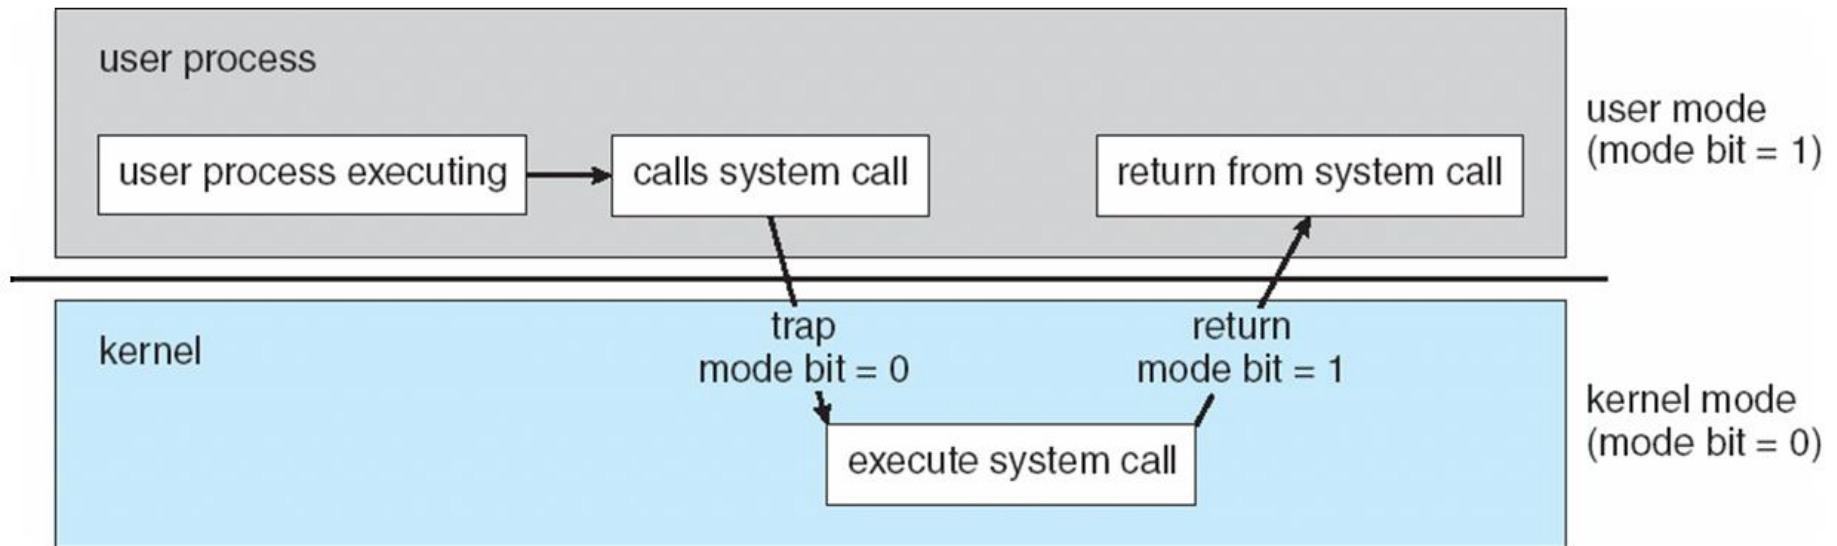 user process
user process executing
calls system call
return from system call
user mode
(mode bit = 1)
kernel
trap
mode bit = 0
return
mode bit = 1
execute system call
kernel mode
(mode bit = 0)